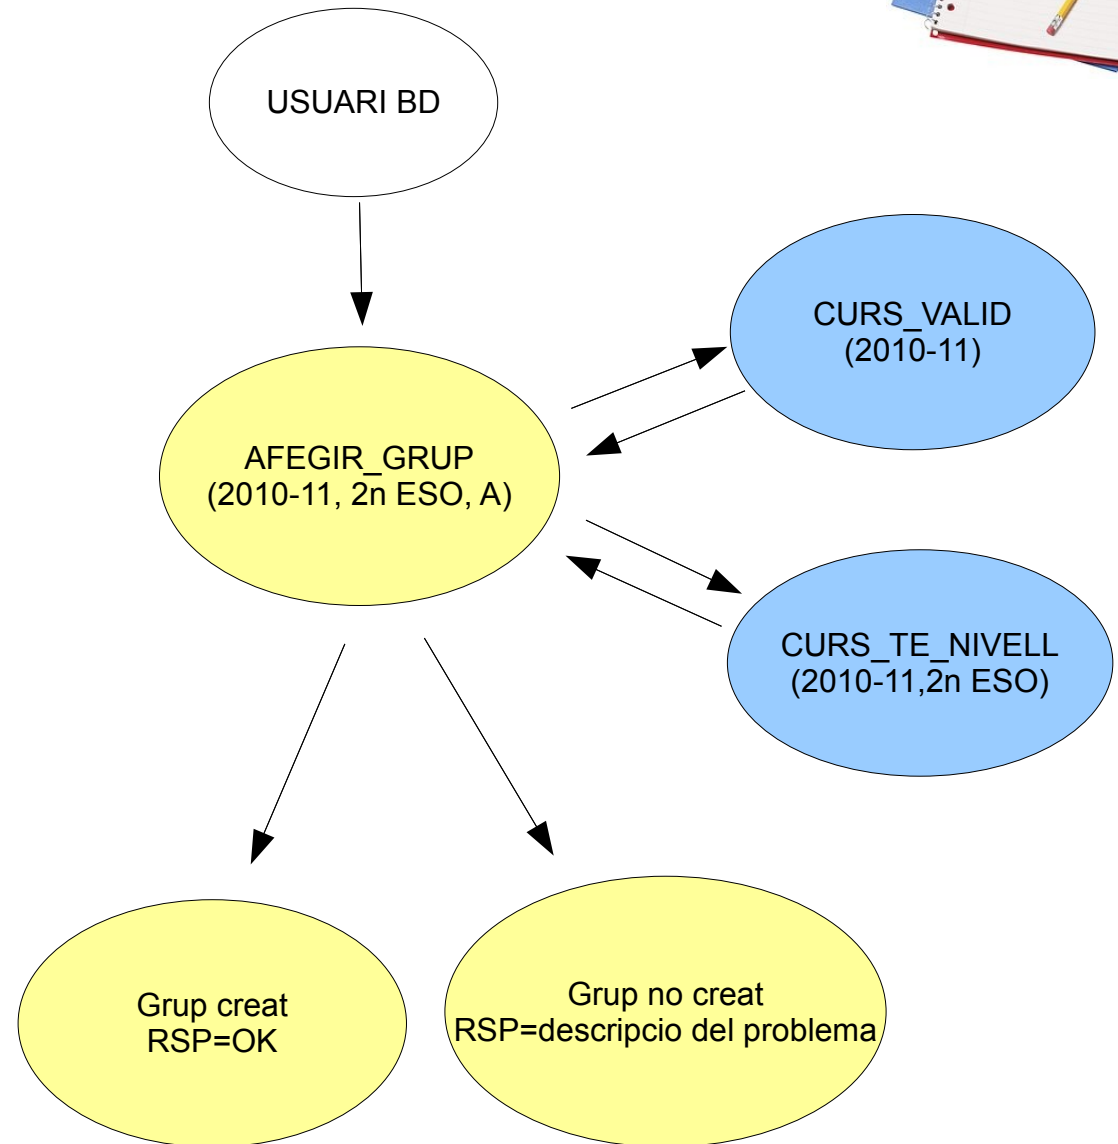 USUARI BD
CURS_VALID
(2010-11)
AFEGIR_GRUP
(2010-11, 2n ESO, A)
CURS_TE_NIVELL
(2010-11,2n ESO)
Grup creat
RSP=OK
Grup no creat
RSP=descripcio del problema